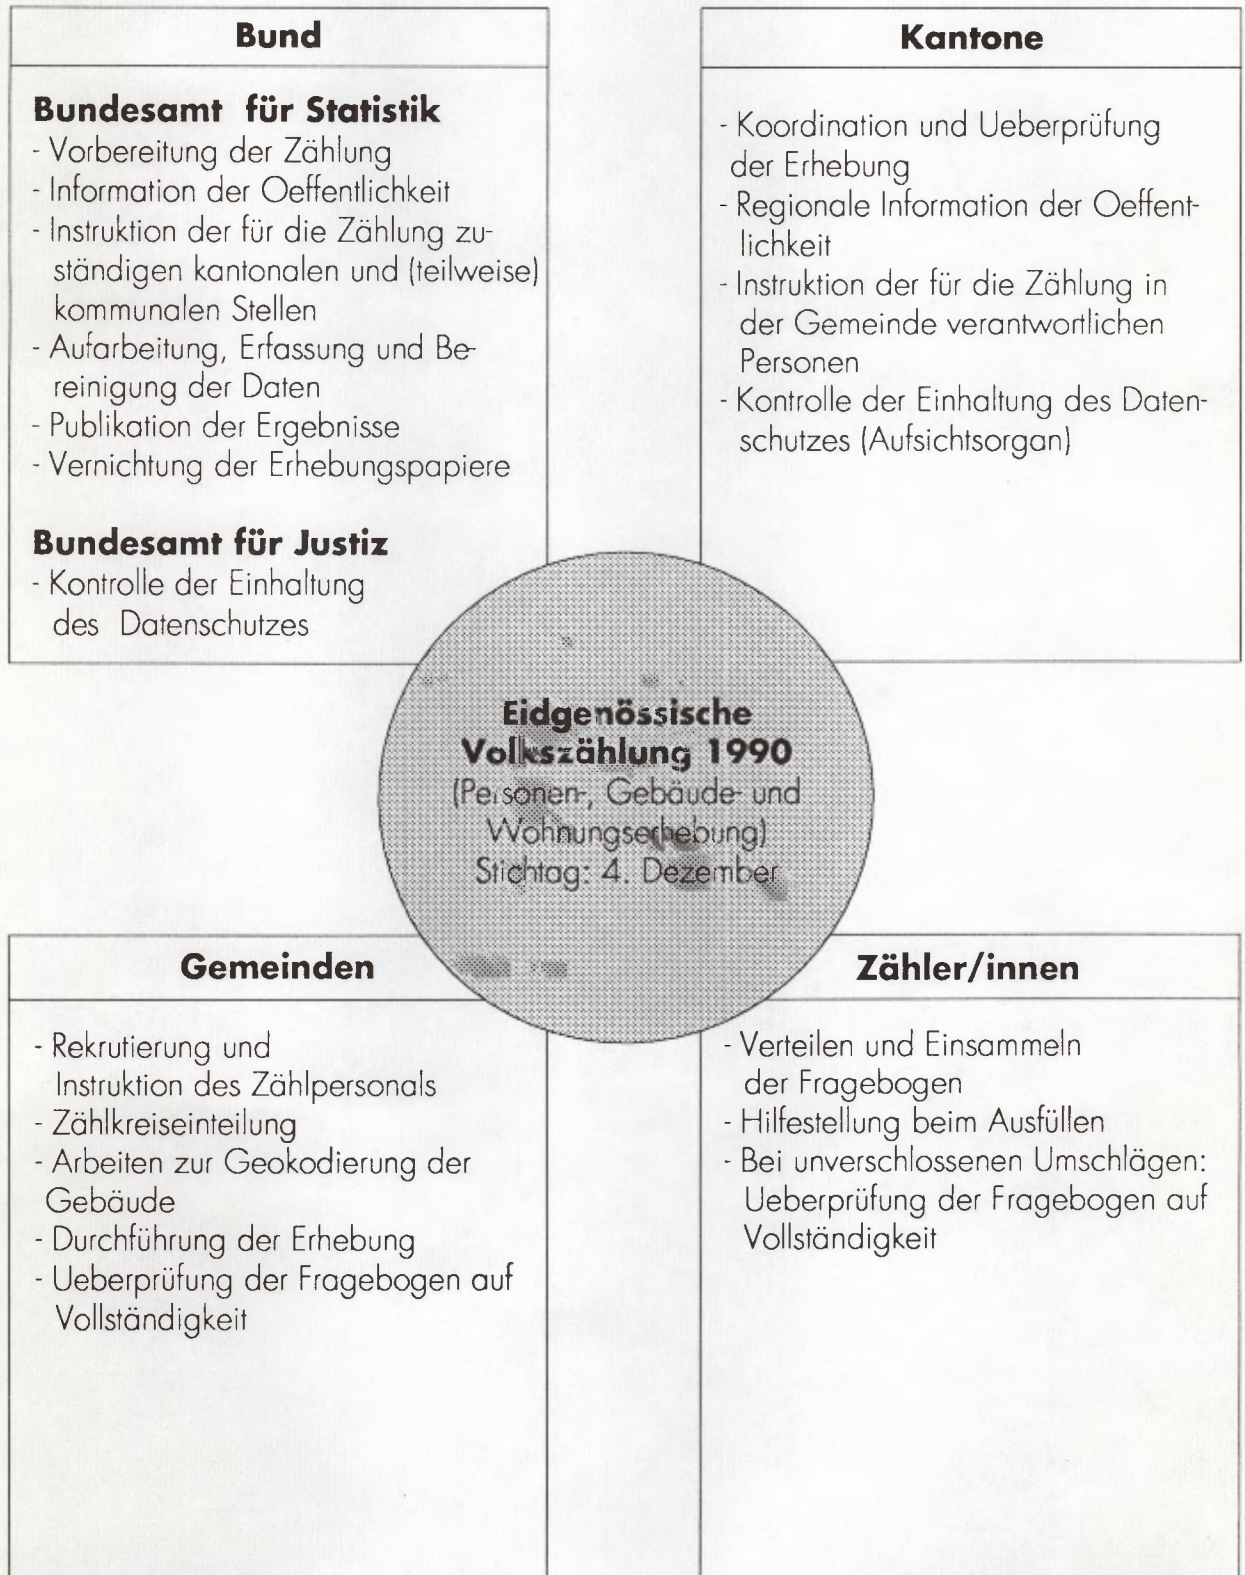 Bund
Bundesamt für Statistik
- Vorbereitung der Zählung
- Information der Oeffentlichkeit
- Instruktion der für die Zählung zu-
ständigen kantonalen und (teilweise)
kommunalen Stellen
- Aufarbeitung, Erfassung und Be-
reinigung der Daten
- Publikation der Ergebnisse
- Vernichtung der Erhebungspapiere
Bundesamt für Justiz
- Kontrolle der Einhaltung
des Datenschutzes
Kantone
- Koordination und Ueberprüfung
der Erhebung
- Regionale Information der Oeffent-
lichkeit
- Instruktion der für die Zählung in
der Gemeinde verantwortlichen
Personen
- Kontrolle der Einhaltung des Daten-
schutzes (Aufsichtsorgan)
Eidgenössische
Volkszählung 1990
(Personen-, Gebäude- und
Wohnungserhebung)
Stichtag: 4. Dezember
Gemeinden
- Rekrutierung und
Instruktion des Zählpersonals
- Zählkreiseinteilung
- Arbeiten zur Geokodierung der
Gebäude
- Durchführung der Erhebung
- Ueberprüfung der Fragebogen auf
Vollständigkeit
Zähler/innen
- Verteilen und Einsammeln
der Fragebogen
- Hilfestellung beim Ausfüllen
- Bei unverschlossenen Umschlägen:
Ueberprüfung der Fragebogen auf
Vollständigkeit